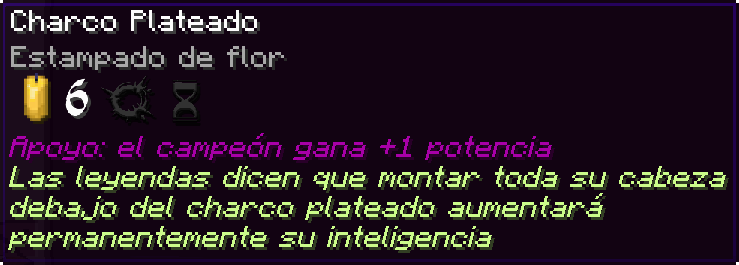 Charco Plateado
Estampado de flor
6
Apoyo: el campeón gana +1 potencia
Las leyendas dicen que montar toda su cabeza
debajo del charco plateado aumentará
permanentemente su inteligencia